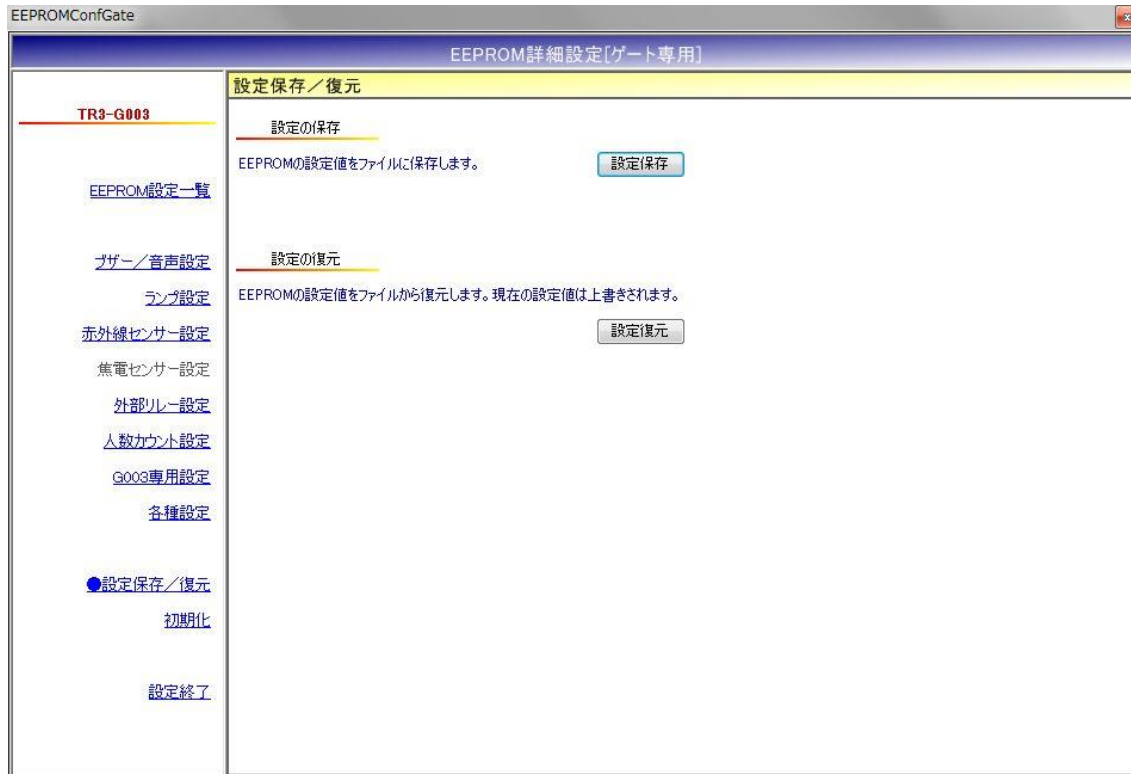 EEPROMConfGate
EEPROM詳細設定[ゲート専用]
TR3-G003
EEPROM設定一覧
ブザー／音声設定
ランプ設定
赤外線センサー設定
焦電センサー設定
外部リレー設定
人数カウント設定
G003専用設定
各種設定
●設定保存／復元
初期化
設定終了
設定保存／復元
設定の保存
EEPROMの設定値をファイルに保存します。
設定保存
設定の復元
EEPROMの設定値をファイルから復元します。現在の設定値は上書きされます。
設定復元